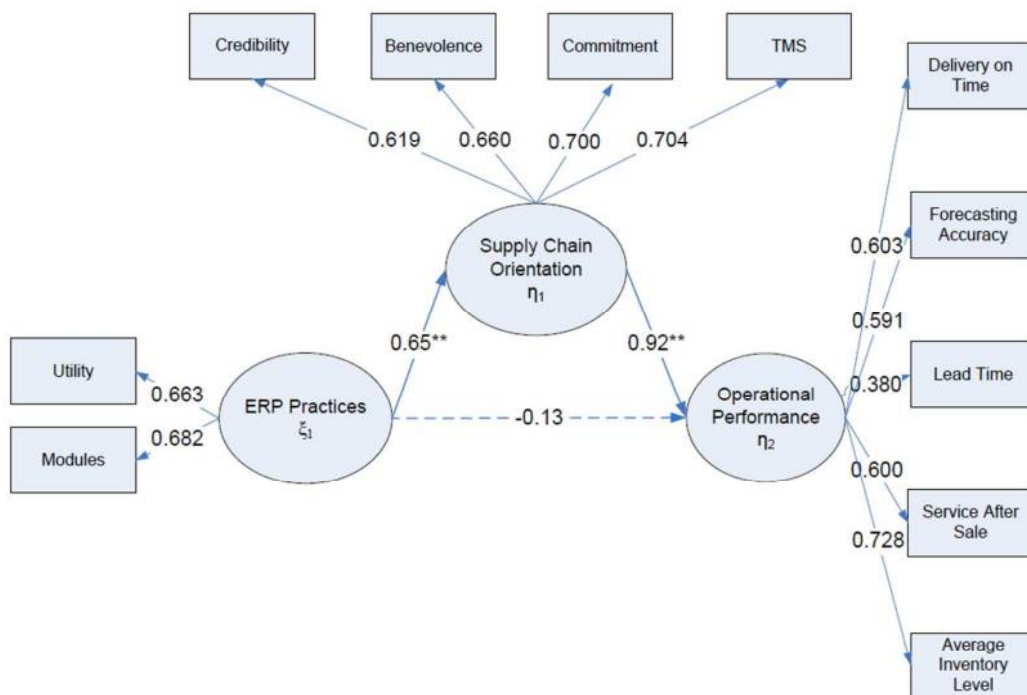 Credibility
Benevolence
Commitment
TMS
Delivery on
Time
0.619
0.660
0.700
0.704
Forecasting
Accuracy
0.603
Supply Chain
Orientation
η₁
0.591
0.65**
0.92**
Utility
0.663
ERP Practices
ξ₁
-0.13
Operational
Performance
η₂
0.380
Lead Time
Modules
0.682
0.600
Service After
Sale
0.728
Average
Inventory
Level